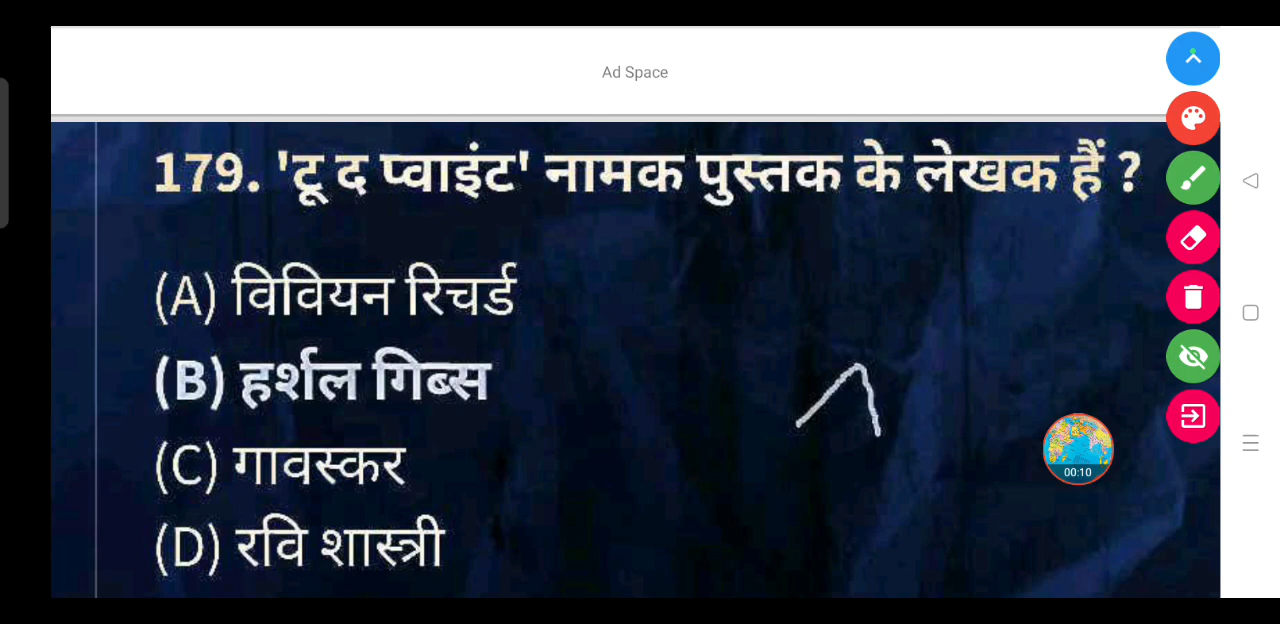 Ad Space
179. 'टू द प्वाइंट' नामक पुस्तक के लेखक हैं ?
(A) विवियन रिचर्ड
(B) हर्शल गिब्स
(C) गावस्कर
(D) रवि शास्त्री
00:10